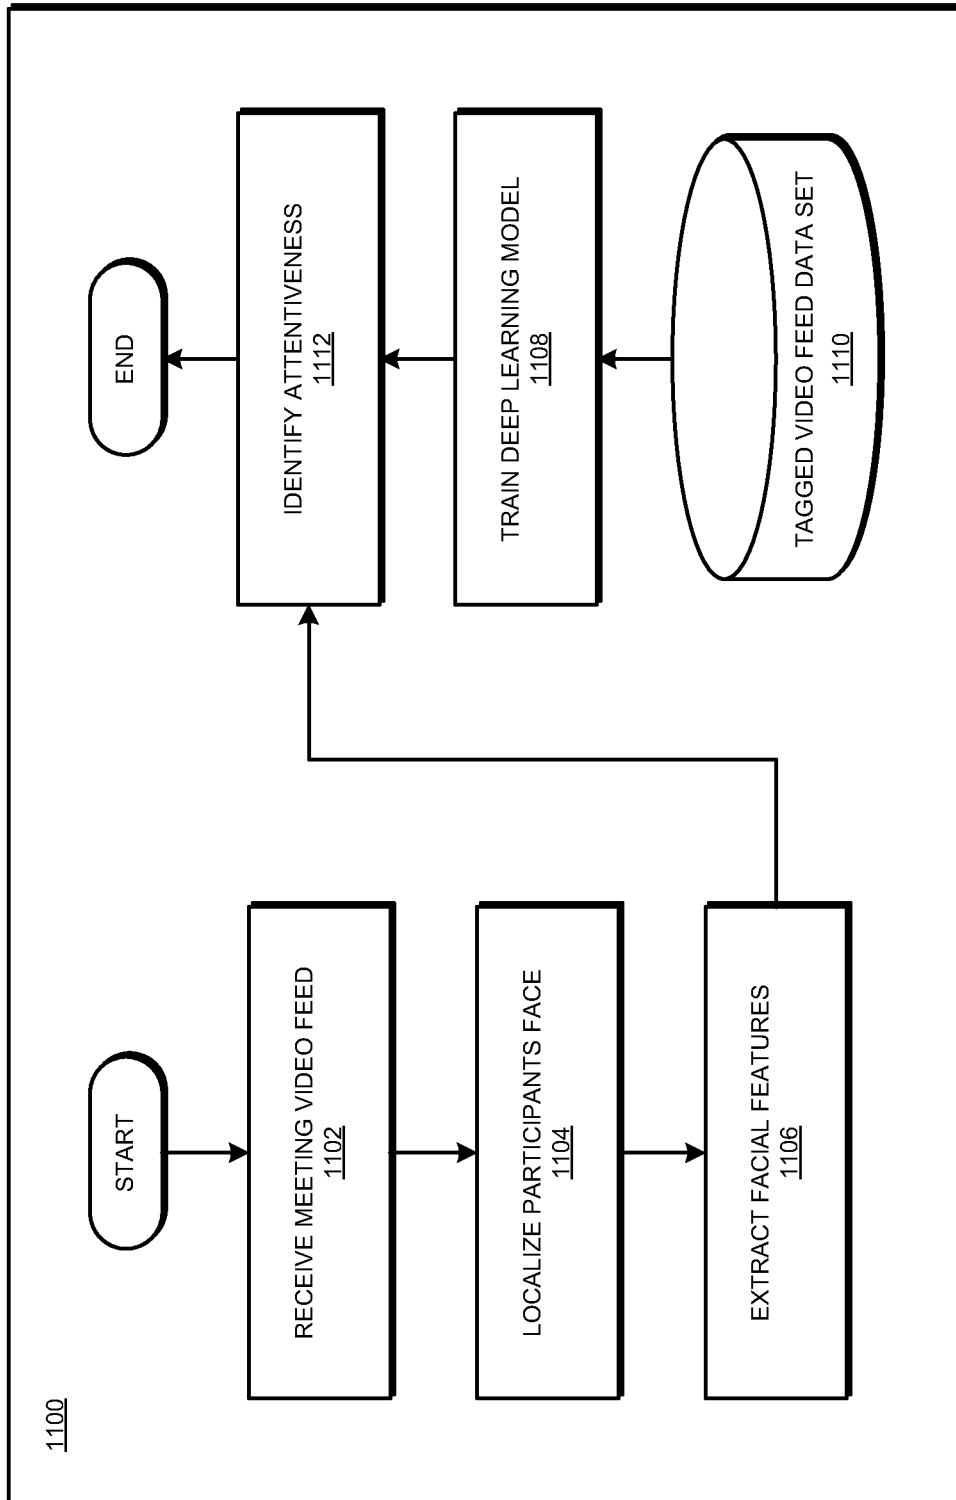 1100
START
RECEIVE MEETING VIDEO FEED
1102
LOCALIZE PARTICIPANTS FACE
1104
EXTRACT FACIAL FEATURES
1106
END
IDENTIFY ATTENTIVENESS
1112
TRAIN DEEP LEARNING MODEL
1108
TAGGED VIDEO FEED DATA SET
1110